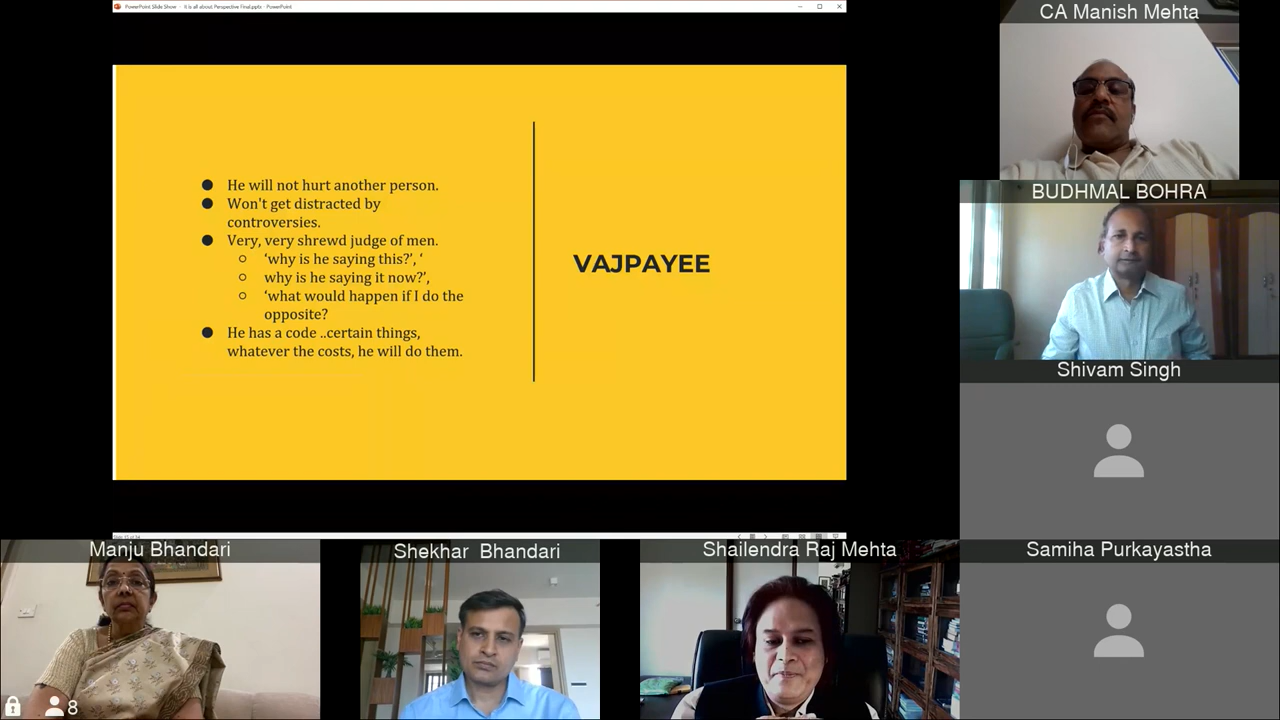 PowerPoint Slide Show - It is all about Perspective Final.pptx - PowerPoint
CA Manish Mehta
● He will not hurt another person.
● Won't get distracted by
controversies.
● Very, very shrewd judge of men.
○ ‘why is he saying this?’, ‘
○ why is he saying it now?’,
○ ‘what would happen if I do the
opposite?
● He has a code ..certain things,
whatever the costs, he will do them.
VAJPAYEE
BUDHMAL BOHRA
Shivam Singh
Manju Bhandari
Shekhar Bhandari
Shailendra Raj Mehta
Samiha Purkayastha
8